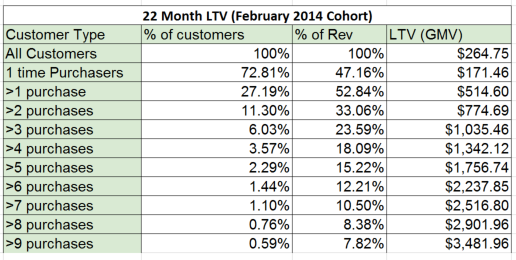 22 Month LTV (February 2014 Cohort)
Customer Type % of customers % of Rev LTV (GMV)
All Customers 100% 100% $264.75
1 time Purchasers 72.81% 47.16% $171.46
>1 purchase 27.19% 52.84% $514.60
>2 purchases 11.30% 33.06% $774.69
>3 purchases 6.03% 23.59% $1,035.46
>4 purchases 3.57% 18.09% $1,342.12
>5 purchases 2.29% 15.22% $1,756.74
>6 purchases 1.44% 12.21% $2,237.85
>7 purchases 1.10% 10.50% $2,516.80
>8 purchases 0.76% 8.38% $2,901.96
>9 purchases 0.59% 7.82% $3,481.96